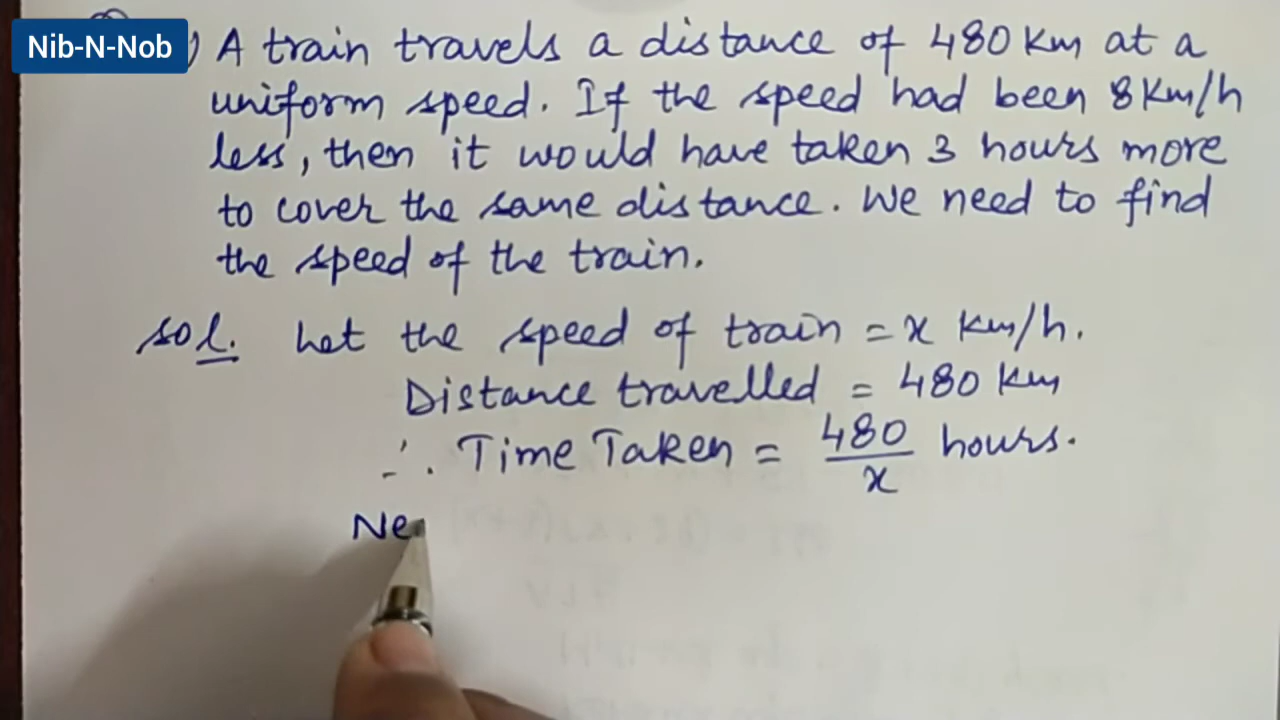 Nib-N-Nob
) A train travels a distance of 480 Km at a
uniform speed. If the speed had been 8 Km/h
less, then it would have taken 3 hours more
to cover the same distance. We need to find
the speed of the train.
Sol. Let the speed of train = x Km/h.
Distance travelled = 480 Km
∴ Time Taken = 480/x hours.
Ne